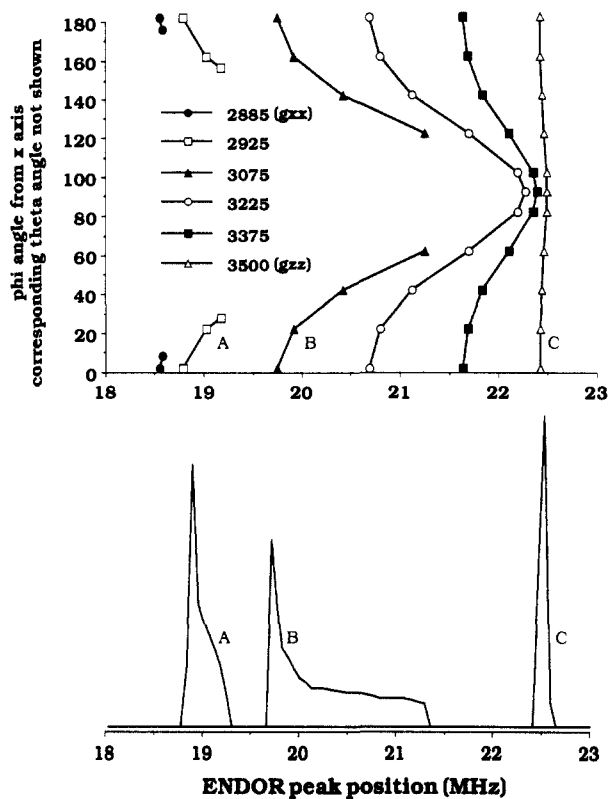 phi angle from x axis
corresponding theta angle not shown
180
160
140
120
100
80
60
40
20
0
2885 (gxx)
2925
3075
3225
3375
3500 (gzz)
A
B
C
18
19
20
21
22
23
A
B
C
18
19
20
21
22
23
ENDOR peak position (MHz)